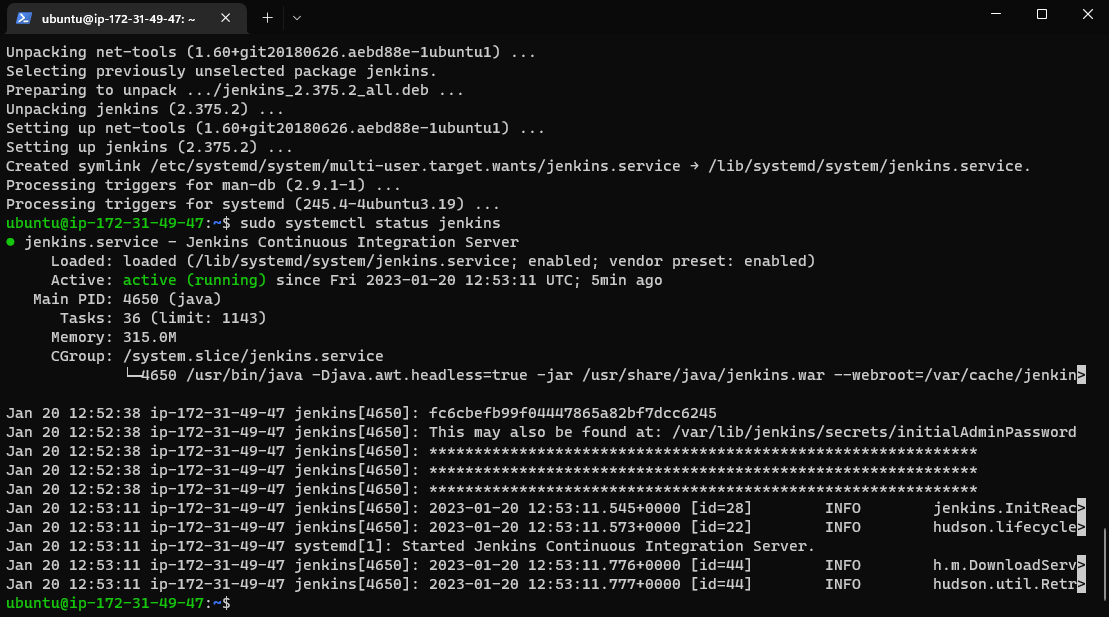 ubuntu@ip-172-31-49-47: ~
Unpacking net-tools (1.60+git20180626.aebd88e-1ubuntu1) ...
Selecting previously unselected package jenkins.
Preparing to unpack .../jenkins_2.375.2_all.deb ...
Unpacking jenkins (2.375.2) ...
Setting up net-tools (1.60+git20180626.aebd88e-1ubuntu1) ...
Setting up jenkins (2.375.2) ...
Created symlink /etc/systemd/system/multi-user.target.wants/jenkins.service → /lib/systemd/system/jenkins.service.
Processing triggers for man-db (2.9.1-1) ...
Processing triggers for systemd (245.4-4ubuntu3.19) ...
ubuntu@ip-172-31-49-47:~$ sudo systemctl status jenkins
● jenkins.service - Jenkins Continuous Integration Server
     Loaded: loaded (/lib/systemd/system/jenkins.service; enabled; vendor preset: enabled)
     Active: active (running) since Fri 2023-01-20 12:53:11 UTC; 5min ago
   Main PID: 4650 (java)
      Tasks: 36 (limit: 1143)
     Memory: 315.0M
     CGroup: /system.slice/jenkins.service
             └─4650 /usr/bin/java -Djava.awt.headless=true -jar /usr/share/java/jenkins.war --webroot=/var/cache/jenkin>
Jan 20 12:52:38 ip-172-31-49-47 jenkins[4650]: fc6cbefb99f04447865a82bf7dcc6245
Jan 20 12:52:38 ip-172-31-49-47 jenkins[4650]: This may also be found at: /var/lib/jenkins/secrets/initialAdminPassword
Jan 20 12:52:38 ip-172-31-49-47 jenkins[4650]: *************************************************************
Jan 20 12:52:38 ip-172-31-49-47 jenkins[4650]: *************************************************************
Jan 20 12:52:38 ip-172-31-49-47 jenkins[4650]: *************************************************************
Jan 20 12:53:11 ip-172-31-49-47 jenkins[4650]: 2023-01-20 12:53:11.545+0000 [id=28]        INFO        jenkins.InitReac>
Jan 20 12:53:11 ip-172-31-49-47 jenkins[4650]: 2023-01-20 12:53:11.573+0000 [id=22]        INFO        hudson.lifecycle>
Jan 20 12:53:11 ip-172-31-49-47 systemd[1]: Started Jenkins Continuous Integration Server.
Jan 20 12:53:11 ip-172-31-49-47 jenkins[4650]: 2023-01-20 12:53:11.776+0000 [id=44]        INFO        h.m.DownloadServ>
Jan 20 12:53:11 ip-172-31-49-47 jenkins[4650]: 2023-01-20 12:53:11.777+0000 [id=44]        INFO        hudson.util.Retr>
ubuntu@ip-172-31-49-47:~$